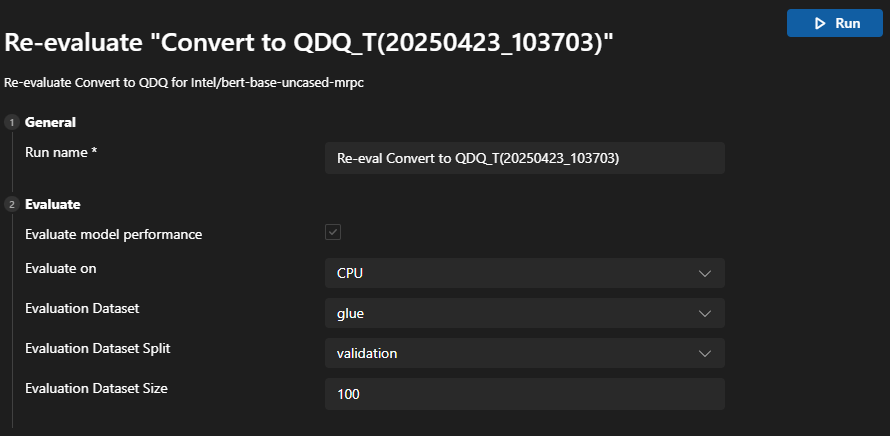 Run
Re-evaluate "Convert to QDQ_T(20250423_103703)"
Re-evaluate Convert to QDQ for Intel/bert-base-uncased-mrpc
1 General
Run name * Re-eval Convert to QDQ_T(20250423_103703)
2 Evaluate
Evaluate model performance
Evaluate on CPU
Evaluation Dataset glue
Evaluation Dataset Split validation
Evaluation Dataset Size 100